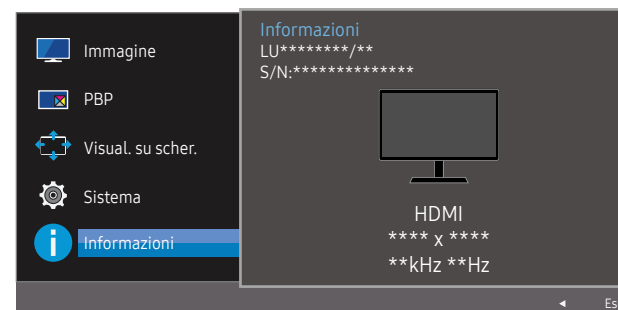 Immagine
PBP
Visual. su scher.
Sistema
Informazioni
Informazioni
LU********/**
S/N:**************
HDMI
**** x ****
**kHz **Hz